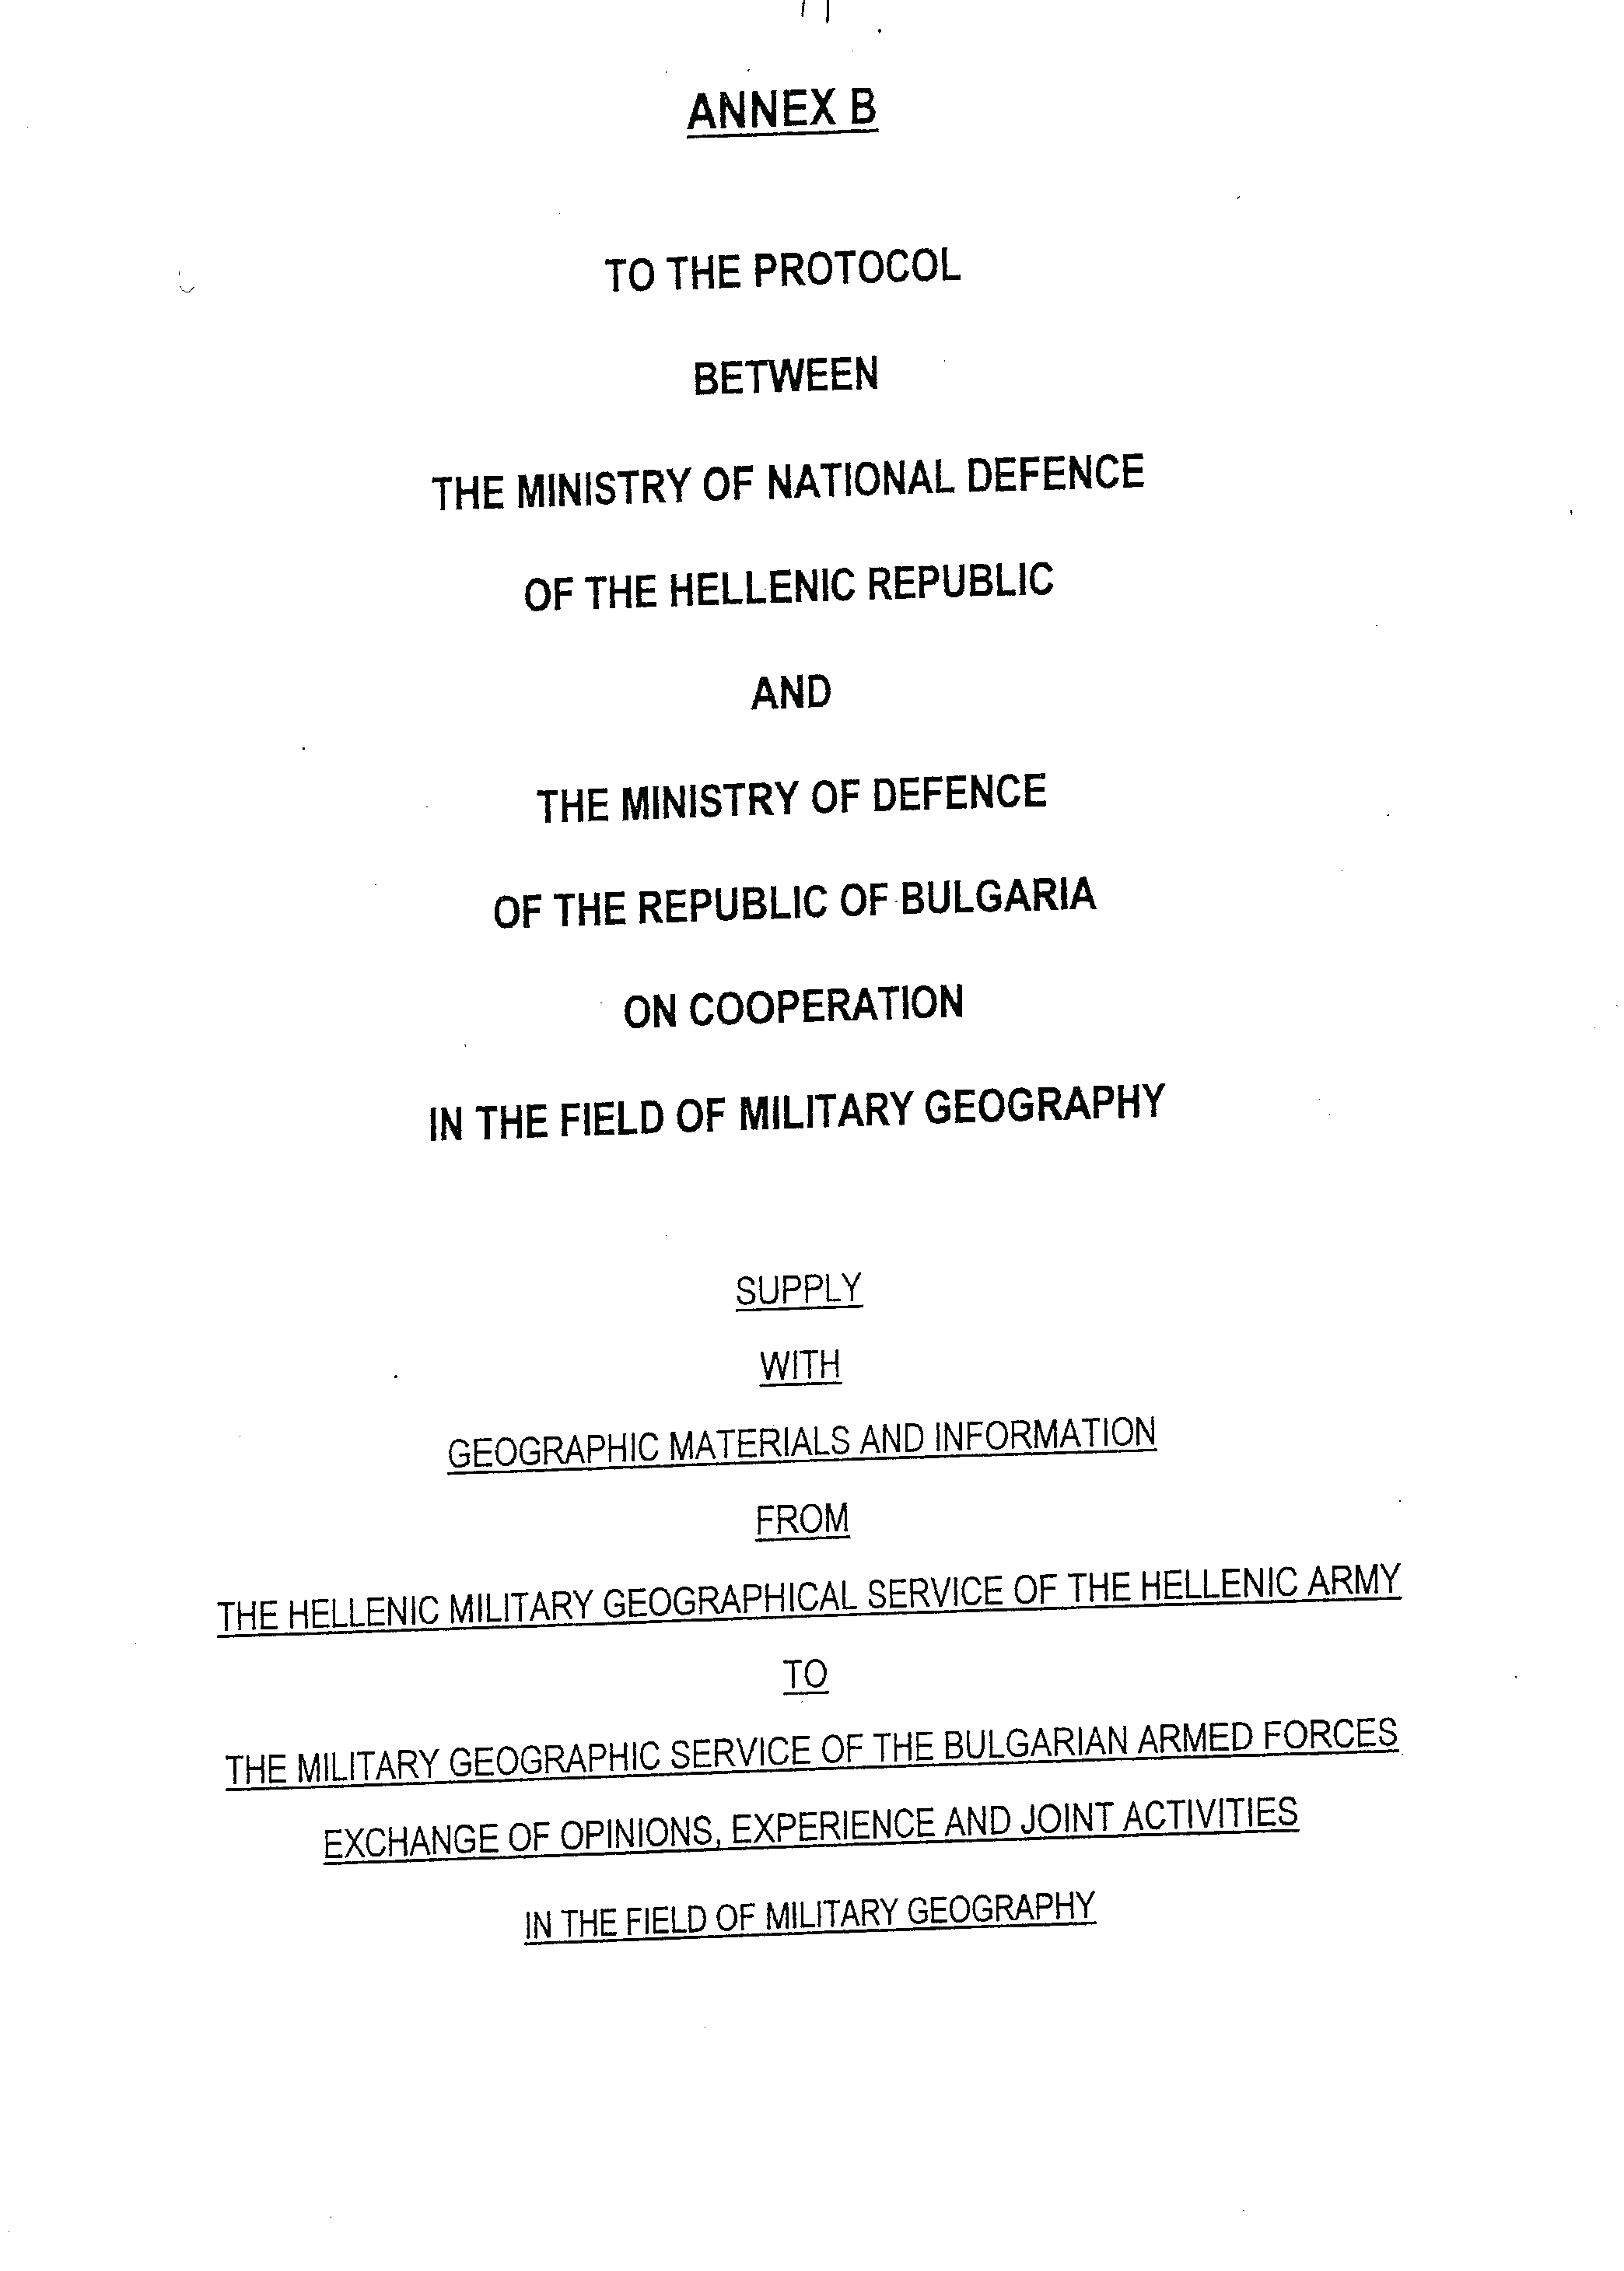 ANNEX B
TO THE PROTOCOL
BETWEEN
THE MINISTRY OF NATIONAL DEFENCE
OF THE HELLENIC REPUBLIC
AND
THE MINISTRY OF DEFENCE
OF THE REPUBLIC OF BULGARIA
ON COOPERATION
IN THE FIELD OF MILITARY GEOGRAPHY
SUPPLY
WITH
GEOGRAPHIC MATERIALS AND INFORMATION
FROM
THE HELLENIC MILITARY GEOGRAPHICAL SERVICE OF THE HELLENIC ARMY
TO
THE MILITARY GEOGRAPHIC SERVICE OF THE BULGARIAN ARMED FORCES
EXCHANGE OF OPINIONS, EXPERIENCE AND JOINT ACTIVITIES
IN THE FIELD OF MILITARY GEOGRAPHY